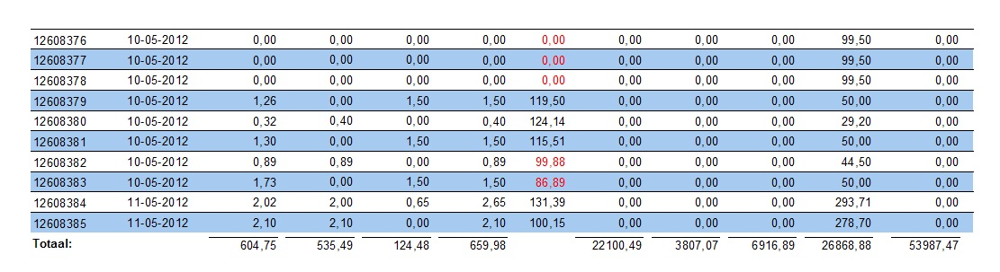 12608376 10-05-2012 0,00 0,00 0,00 0,00 0,00 0,00 0,00 0,00 99,50 0,00
12608377 10-05-2012 0,00 0,00 0,00 0,00 0,00 0,00 0,00 0,00 99,50 0,00
12608378 10-05-2012 0,00 0,00 0,00 0,00 0,00 0,00 0,00 0,00 99,50 0,00
12608379 10-05-2012 1,26 0,00 1,50 1,50 119,50 0,00 0,00 0,00 50,00 0,00
12608380 10-05-2012 0,32 0,40 0,00 0,40 124,14 0,00 0,00 0,00 29,20 0,00
12608381 10-05-2012 1,30 0,00 1,50 1,50 115,51 0,00 0,00 0,00 50,00 0,00
12608382 10-05-2012 0,89 0,89 0,00 0,89 99,88 0,00 0,00 0,00 44,50 0,00
12608383 10-05-2012 1,73 0,00 1,50 1,50 86,89 0,00 0,00 0,00 50,00 0,00
12608384 11-05-2012 2,02 2,00 0,65 2,65 131,39 0,00 0,00 0,00 293,71 0,00
12608385 11-05-2012 2,10 2,10 0,00 2,10 100,15 0,00 0,00 0,00 278,70 0,00
Totaal: 604,75 535,49 124,48 659,98 22100,49 3807,07 6916,89 26868,88 53987,47